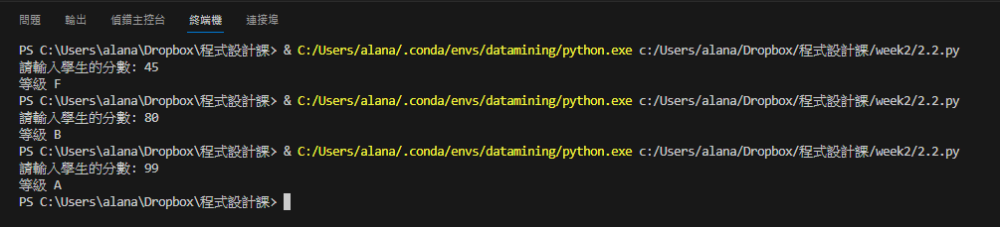 問題 輸出 偵錯主控台 終端機 連接埠
PS C:\Users\alana\Dropbox\程式設計課> & C:/Users/alana/.conda/envs/datamining/python.exe c:/Users/alana/Dropbox/程式設計課/week2/2.2.py
請輸入學生的分數: 45
等級 F
PS C:\Users\alana\Dropbox\程式設計課> & C:/Users/alana/.conda/envs/datamining/python.exe c:/Users/alana/Dropbox/程式設計課/week2/2.2.py
請輸入學生的分數: 80
等級 B
PS C:\Users\alana\Dropbox\程式設計課> & C:/Users/alana/.conda/envs/datamining/python.exe c:/Users/alana/Dropbox/程式設計課/week2/2.2.py
請輸入學生的分數: 99
等級 A
PS C:\Users\alana\Dropbox\程式設計課>